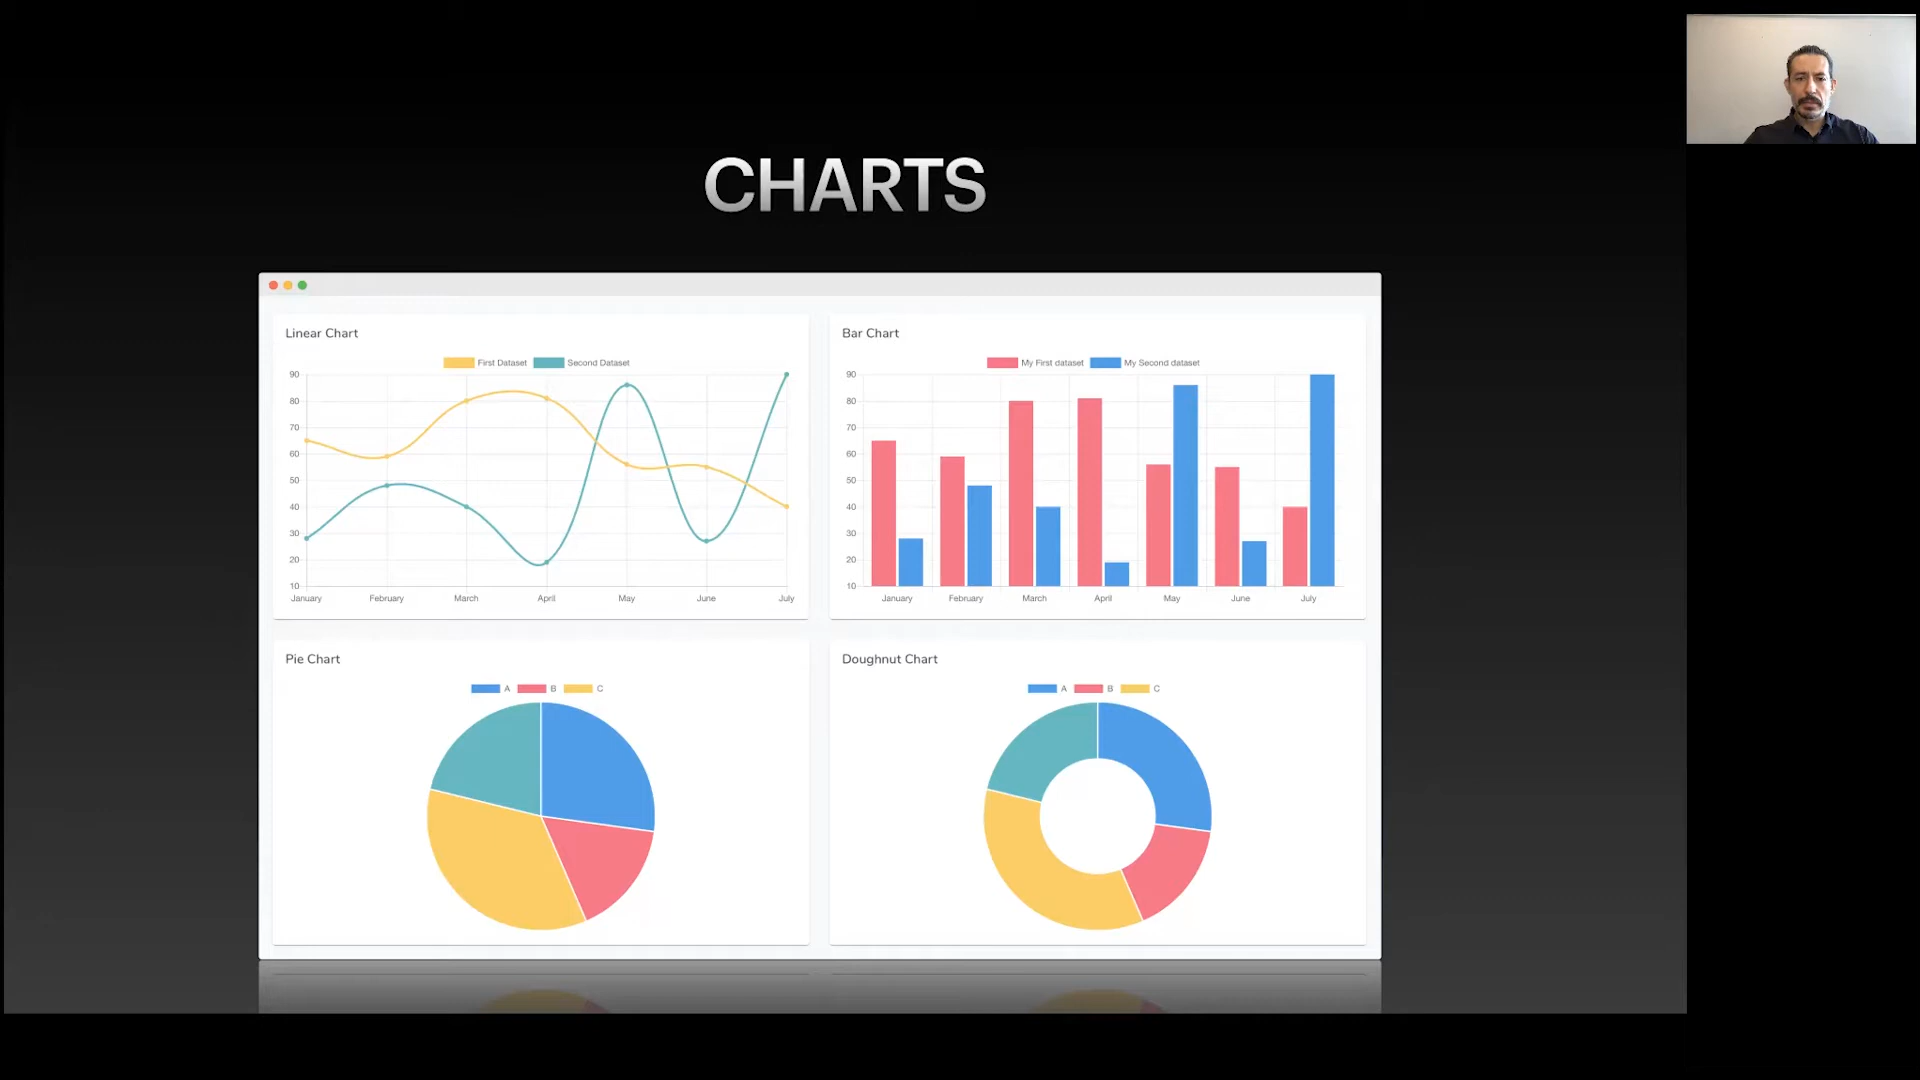 CHARTS
Linear Chart
First Dataset Second Dataset
90
80
70
60
50
40
30
20
10
January February March April May June July
Bar Chart
My First dataset My Second dataset
90
80
70
60
50
40
30
20
10
January February March April May June July
Pie Chart
A B C
Doughnut Chart
A B C